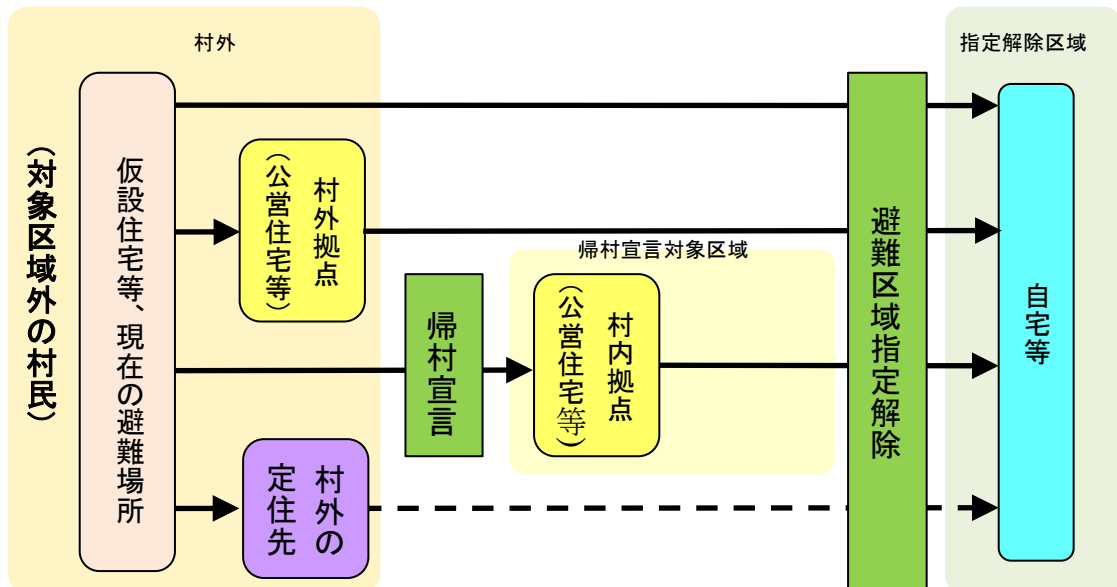 村外
指定解除区域
（対象区域外の村民）
仮設住宅等、現在の避難場所
村外拠点
（公営住宅等）
帰村宣言
帰村宣言対象区域
村内拠点
（公営住宅等）
村外の
定住先
避難区域指定解除
自宅等